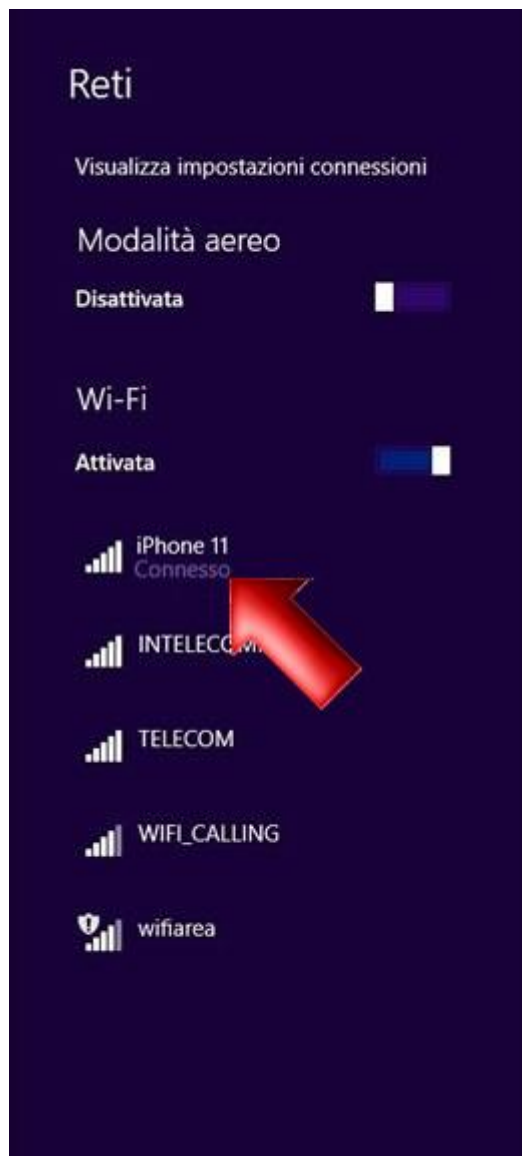 Reti
Visualizza impostazioni connessioni
Modalità aereo
Disattivata
Wi-Fi
Attivata
iPhone 11
Connesso
TELECOM
WIFI_CALLING
wifiarea